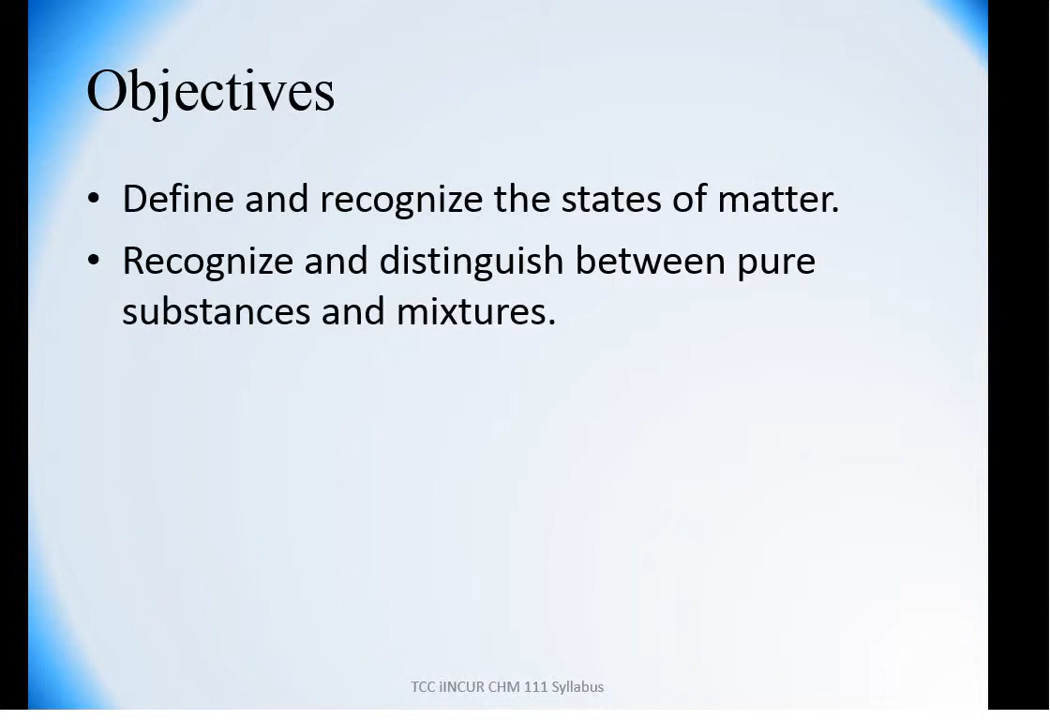 Objectives
• Define and recognize the states of matter.
• Recognize and distinguish between pure
substances and mixtures.
TCC iINCUR CHM 111 Syllabus